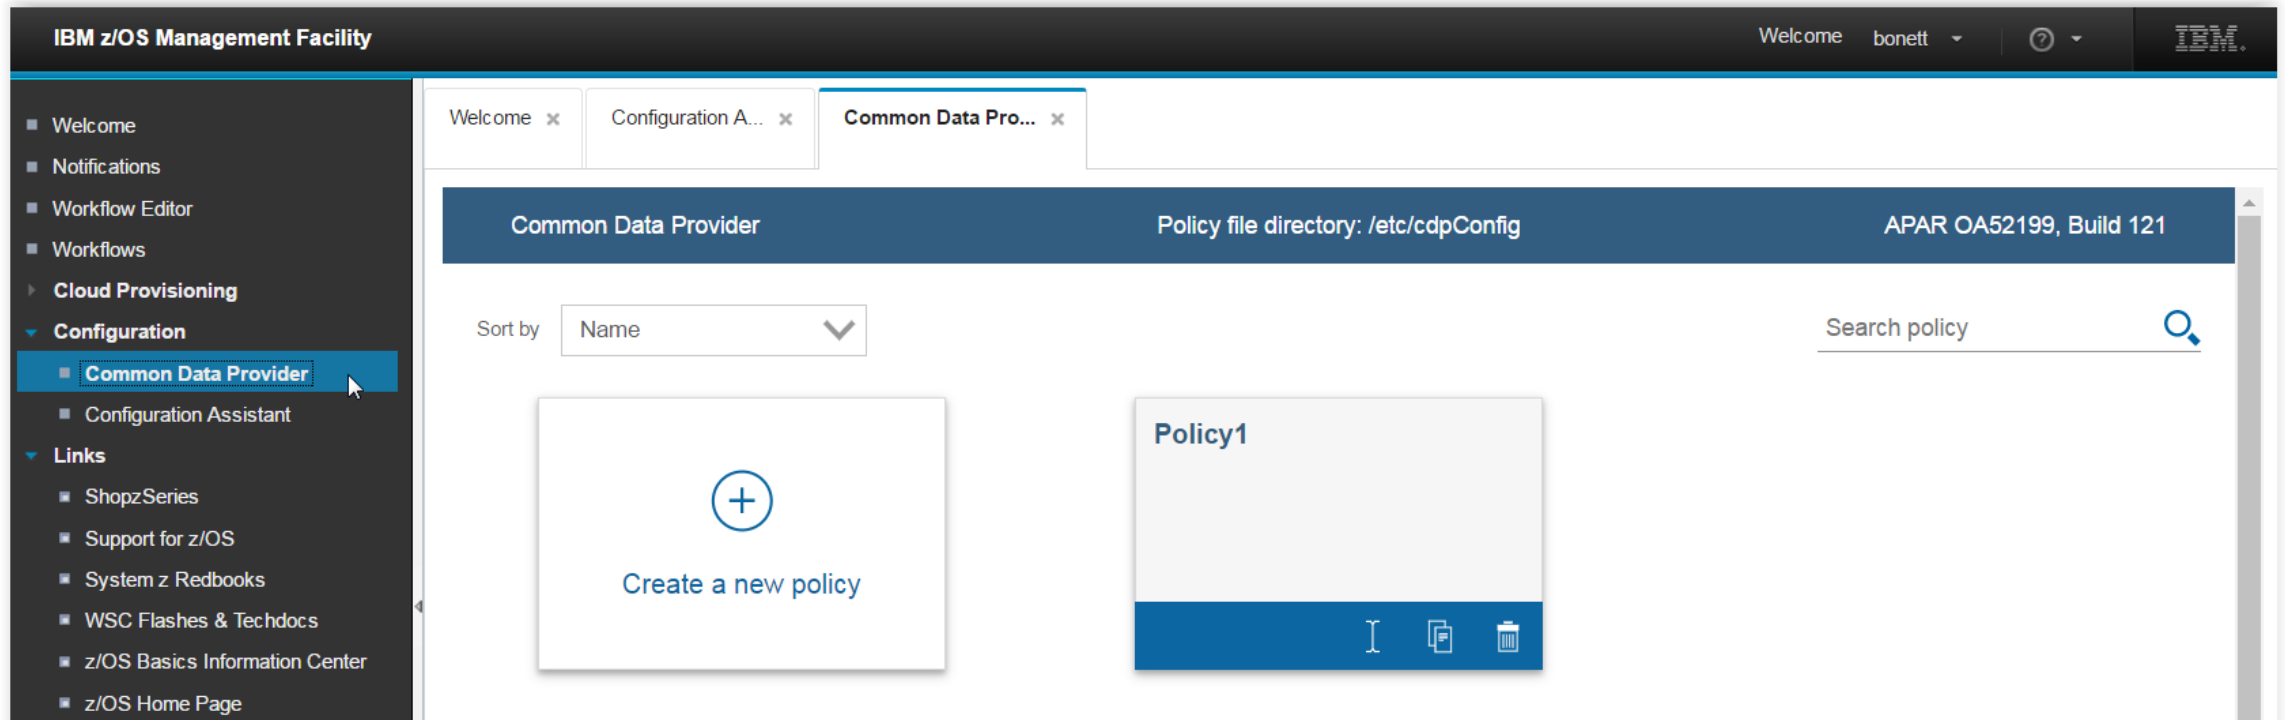 IBM z/OS Management Facility
Welcome bonett
IBM.
Welcome
Notifications
Workflow Editor
Workflows
Cloud Provisioning
Configuration
Common Data Provider
Configuration Assistant
Links
ShopzSeries
Support for z/OS
System z Redbooks
WSC Flashes & Techdocs
z/OS Basics Information Center
z/OS Home Page
Welcome
Configuration A...
Common Data Pro...
Common Data Provider
Policy file directory: /etc/cdpConfig
APAR OA52199, Build 121
Sort by Name
Search policy
Create a new policy
Policy1